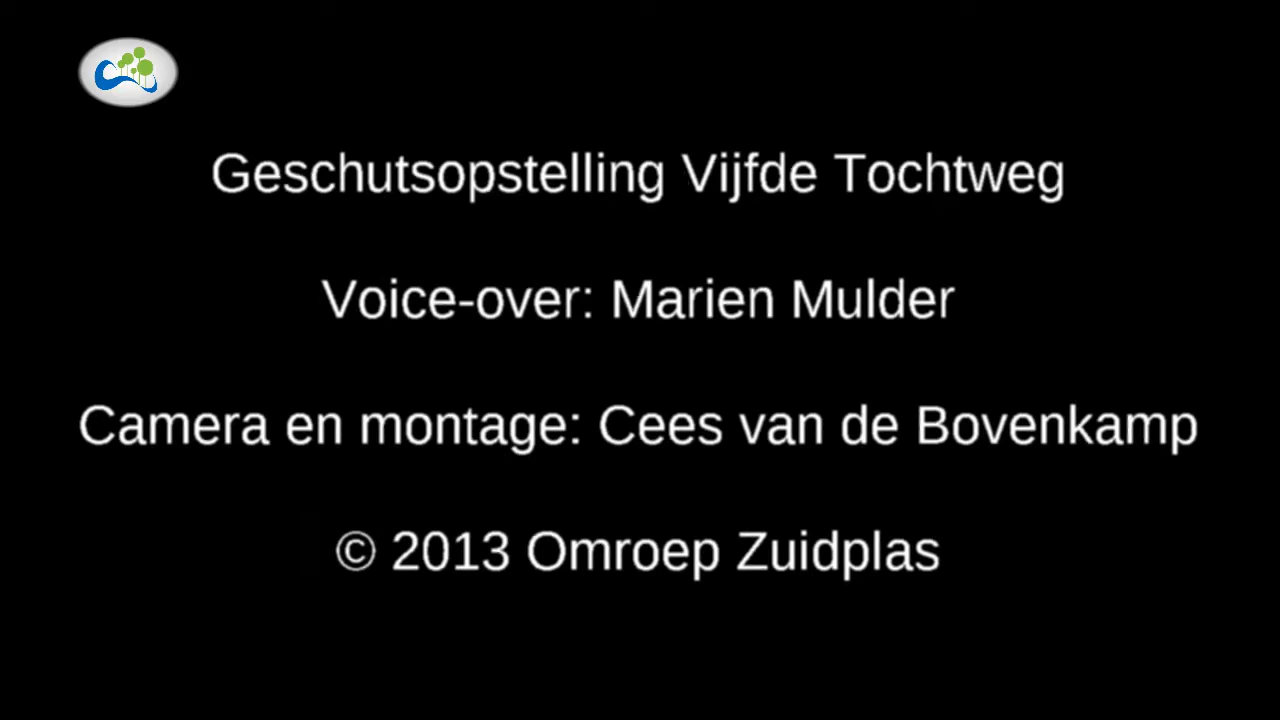 Geschutsopstelling Vijfde Tochtweg
Voice-over: Marien Mulder
Camera en montage: Cees van de Bovenkamp
© 2013 Omroep Zuidplas